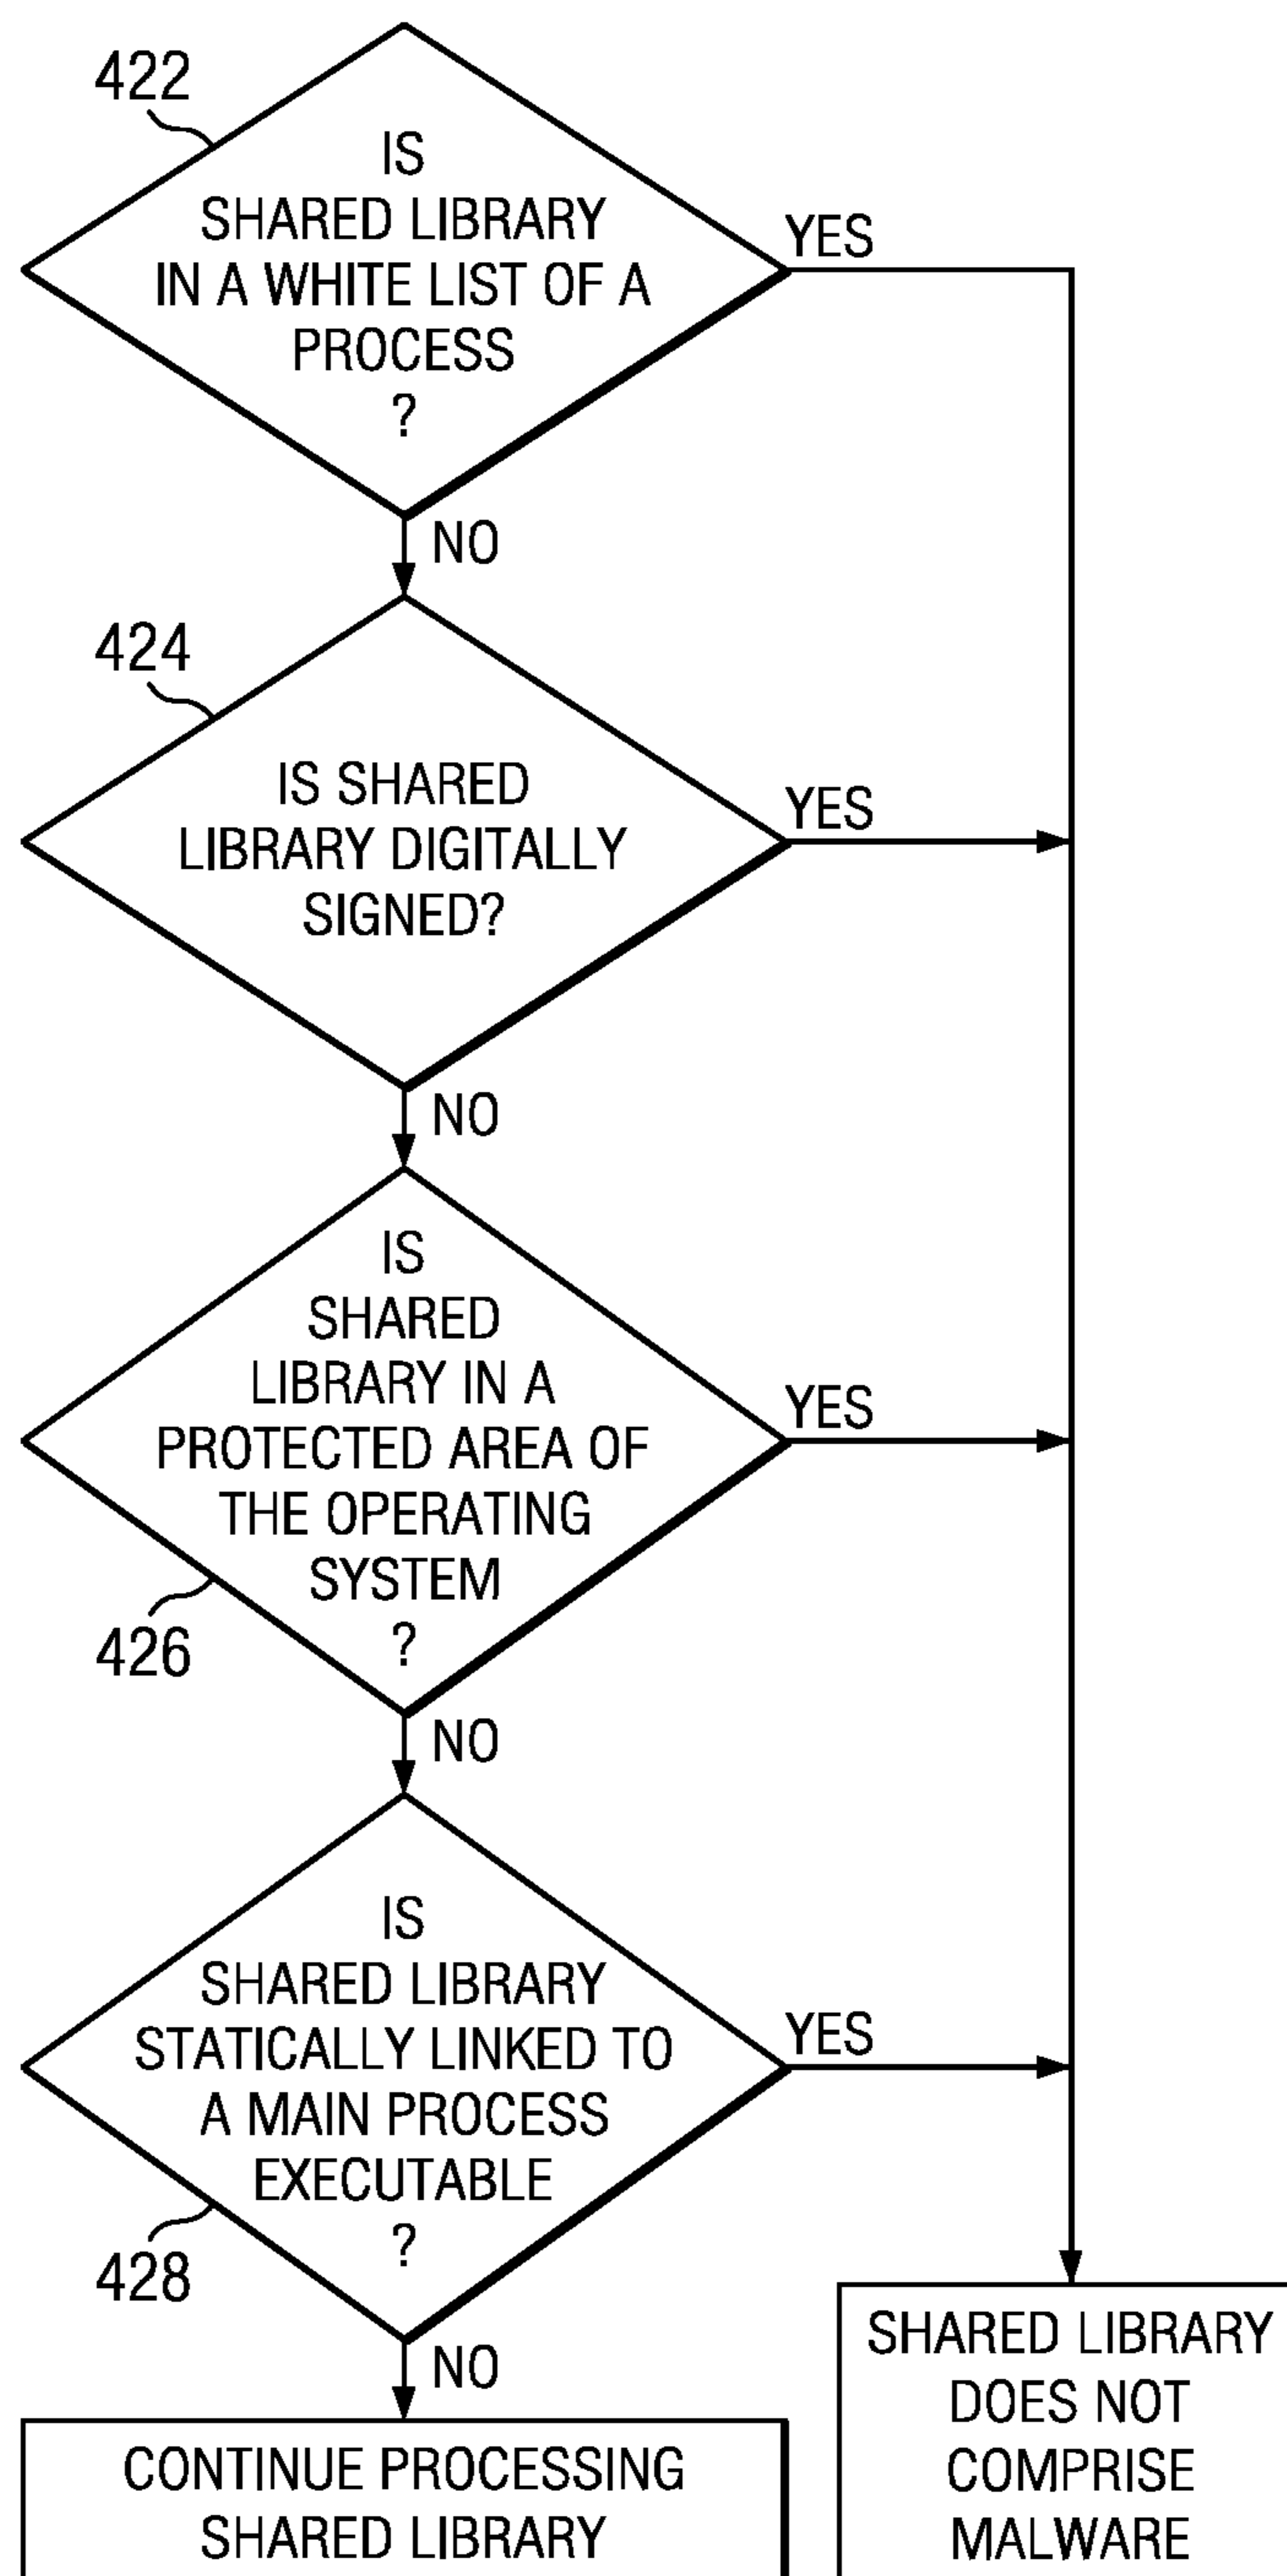 422
IS
SHARED LIBRARY
IN A WHITE LIST OF A
PROCESS
?
YES
NO
424
IS SHARED
LIBRARY DIGITALLY
SIGNED?
YES
NO
IS
SHARED
LIBRARY IN A
PROTECTED AREA OF
THE OPERATING
SYSTEM
?
YES
426
NO
IS
SHARED LIBRARY
STATICALLY LINKED TO
A MAIN PROCESS
EXECUTABLE
?
YES
428
NO
CONTINUE PROCESSING
SHARED LIBRARY
SHARED LIBRARY
DOES NOT
COMPRISE
MALWARE